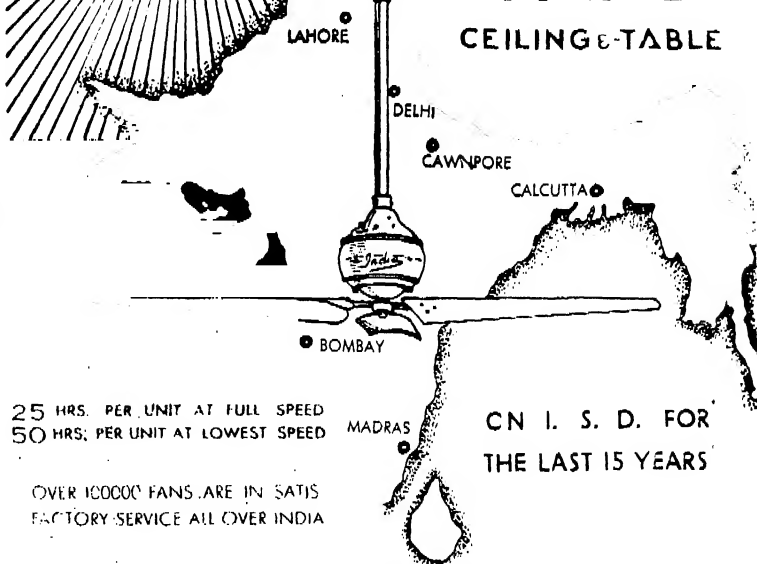 LAHORE
CEILING & TABLE
DELHI
CAWNPORE
CALCUTTA
India
BOMBAY
25 HRS. PER UNIT AT FULL SPEED
50 HRS. PER UNIT AT LOWEST SPEED
MADRAS
CN I. S. D. FOR
THE LAST 15 YEARS
OVER 100000 FANS ARE IN SATIS
FACTORY SERVICE ALL OVER INDIA